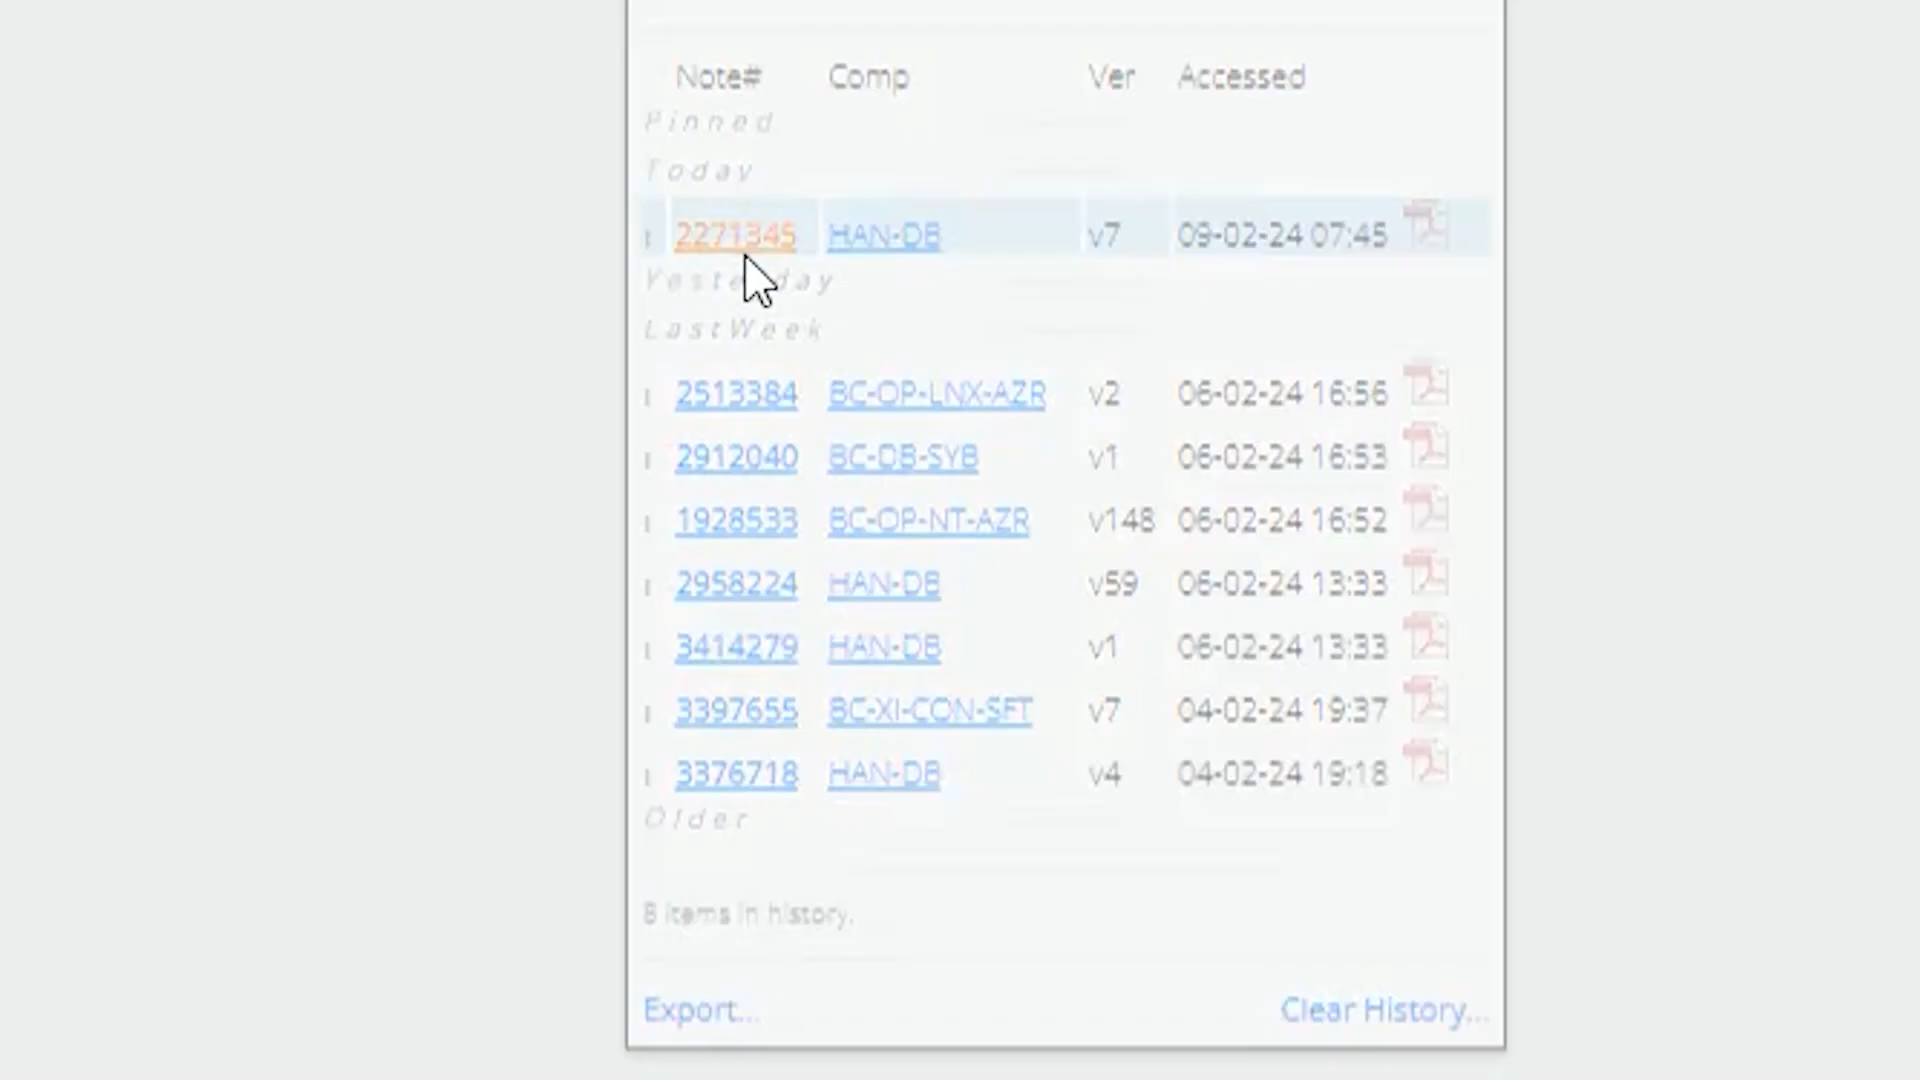 Note# Comp Ver Accessed
Pinned
Today
2271345 HAN-DB v7 09-02-24 07:45
Yesterday
LastWeek
2513384 BC-OP-LNX-AZR v2 06-02-24 16:56
2912040 BC-DB-SYB v1 06-02-24 16:53
1928533 BC-OP-NT-AZR v148 06-02-24 16:52
2958224 HAN-DB v59 06-02-24 13:33
3414279 HAN-DB v1 06-02-24 13:33
3397655 BC-XI-CON-SFT v7 04-02-24 19:37
3376718 HAN-DB v4 04-02-24 19:18
Older
8 items in history.
Export... Clear History...